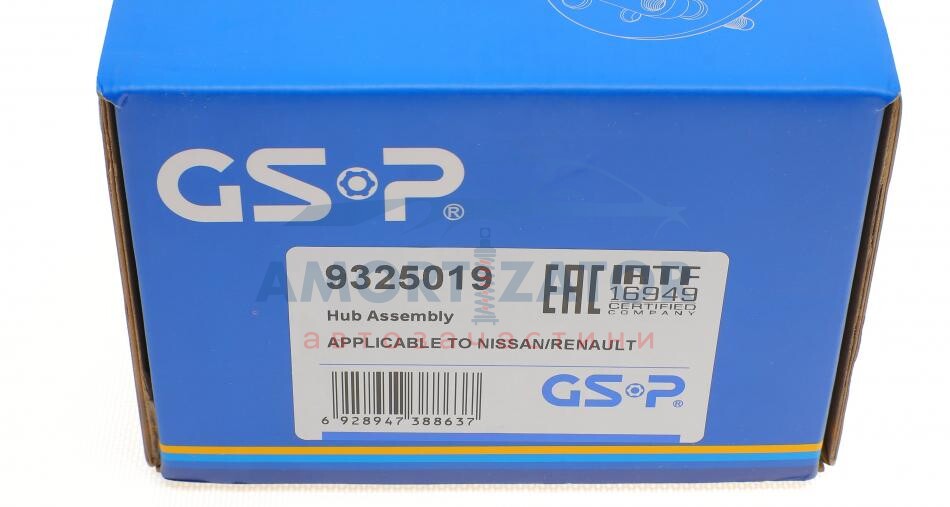 GSP®
9325019
EAC
IATF
16949
CERTIFIED
COMPANY
Hub Assembly
AMORTIZATOR
автозапчастини
APPLICABLE TO NISSAN/RENAULT
6 928947 388637
GSP®